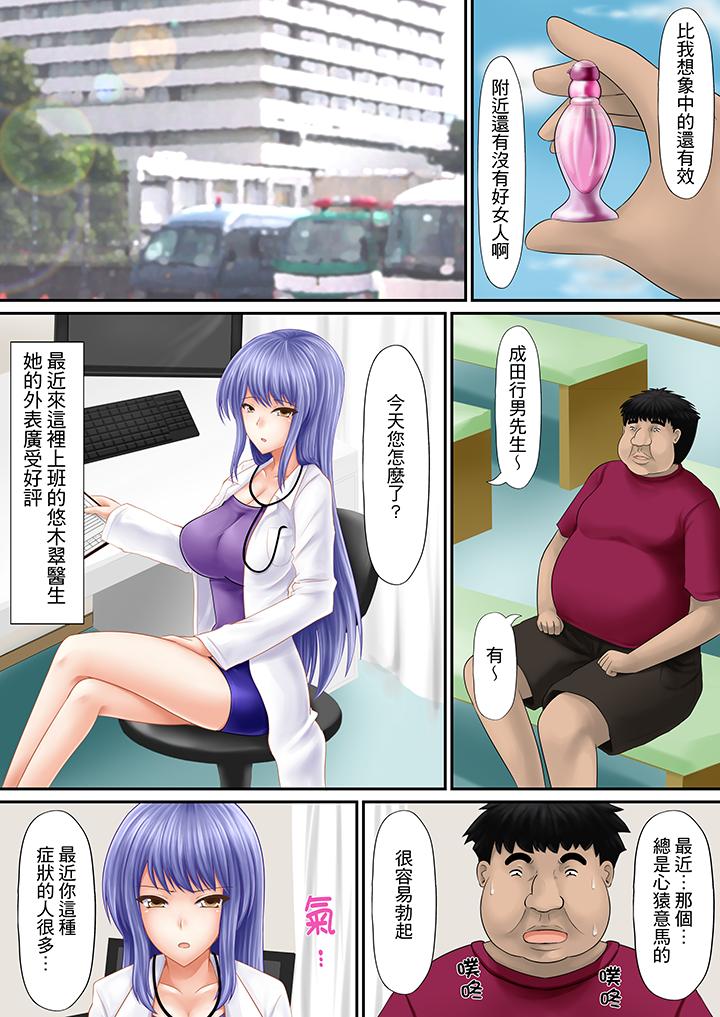 比我想象中的還有效
附近還有沒有好女人啊
成田行男先生～
有～
今天您怎麼了？
最近來這裡上班的悠木翠醫生
她的外表廣受好評
最近…那個…
總是心猿意馬的
很容易勃起
噗咚
噗咚
氣…
最近你這種
症狀的人很多…